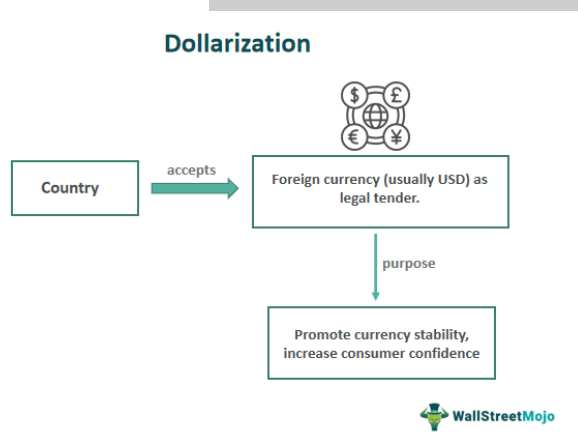 Dollarization
$ £
€ ¥
Country
accepts
Foreign currency (usually USD) as
legal tender.
purpose
Promote currency stability,
increase consumer confidence
WallStreetMojo